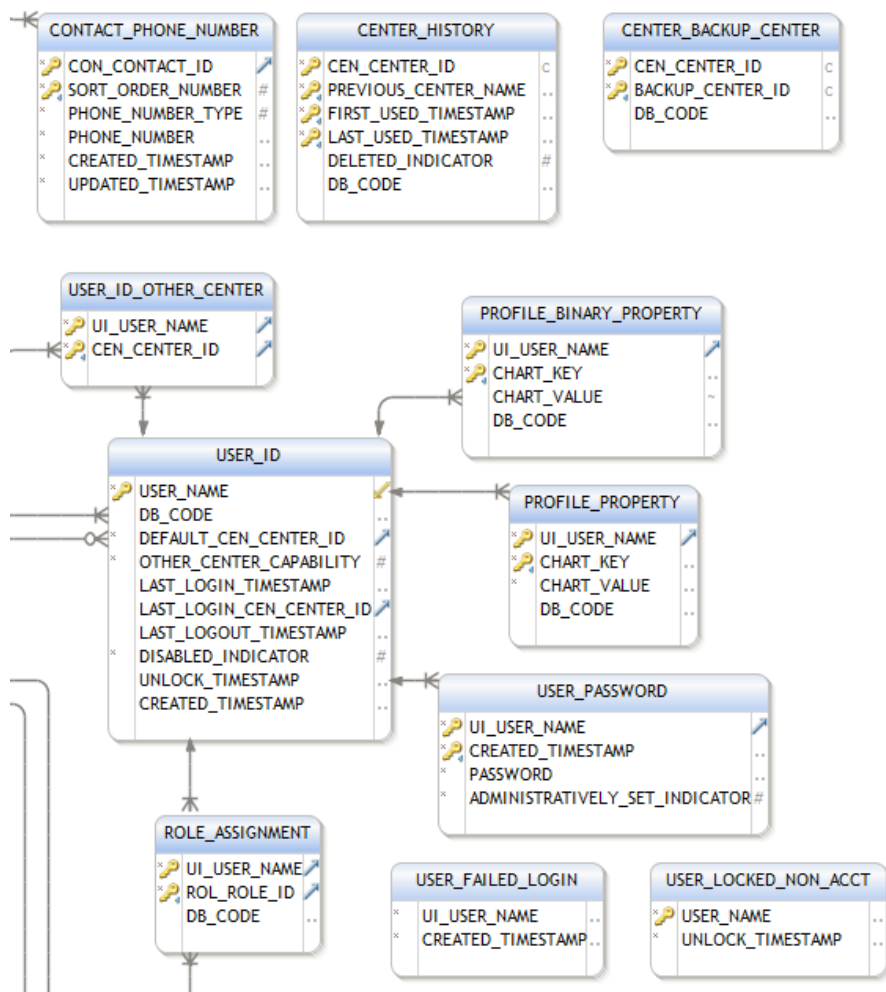 CONTACT_PHONE_NUMBER
CON_CONTACT_ID
SORT_ORDER_NUMBER #
* PHONE_NUMBER_TYPE #
* PHONE_NUMBER ..
* CREATED_TIMESTAMP ..
* UPDATED_TIMESTAMP ..
CENTER_HISTORY
CEN_CENTER_ID c
PREVIOUS_CENTER_NAME ..
FIRST_USED_TIMESTAMP ..
LAST_USED_TIMESTAMP ..
DELETED_INDICATOR #
DB_CODE ..
CENTER_BACKUP_CENTER
CEN_CENTER_ID c
BACKUP_CENTER_ID c
DB_CODE ..
USER_ID_OTHER_CENTER
UI_USER_NAME
CEN_CENTER_ID
PROFILE_BINARY_PROPERTY
UI_USER_NAME
CHART_KEY ..
CHART_VALUE ~
DB_CODE ..
USER_ID
USER_NAME
DB_CODE ..
* DEFAULT_CEN_CENTER_ID
* OTHER_CENTER_CAPABILITY #
LAST_LOGIN_TIMESTAMP ..
LAST_LOGIN_CEN_CENTER_ID
LAST_LOGOUT_TIMESTAMP ..
* DISABLED_INDICATOR #
UNLOCK_TIMESTAMP ..
CREATED_TIMESTAMP ..
PROFILE_PROPERTY
UI_USER_NAME
CHART_KEY ..
* CHART_VALUE ..
DB_CODE ..
USER_PASSWORD
UI_USER_NAME
CREATED_TIMESTAMP ..
* PASSWORD ..
* ADMINISTRATIVELY_SET_INDICATOR #
ROLE_ASSIGNMENT
UI_USER_NAME
ROL_ROLE_ID
DB_CODE ..
USER_FAILED_LOGIN
* UI_USER_NAME ..
* CREATED_TIMESTAMP ..
USER_LOCKED_NON_ACCT
USER_NAME ..
* UNLOCK_TIMESTAMP ..